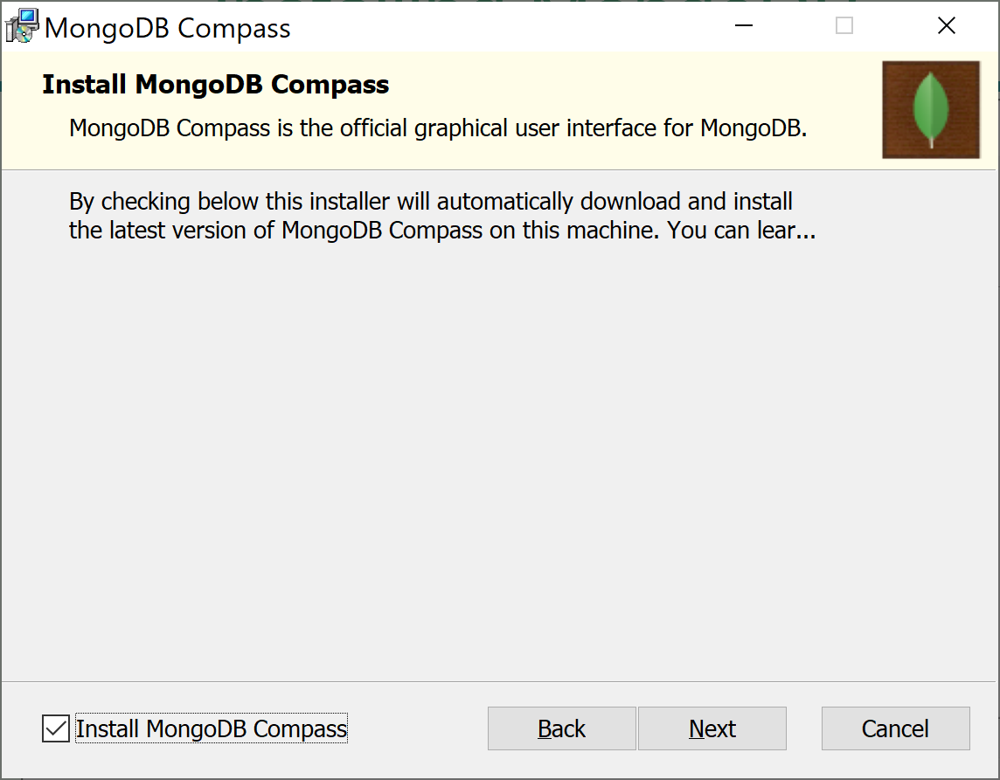 MongoDB Compass
Install MongoDB Compass
MongoDB Compass is the official graphical user interface for MongoDB.
By checking below this installer will automatically download and install
the latest version of MongoDB Compass on this machine. You can lear...
Install MongoDB Compass
Back
Next
Cancel